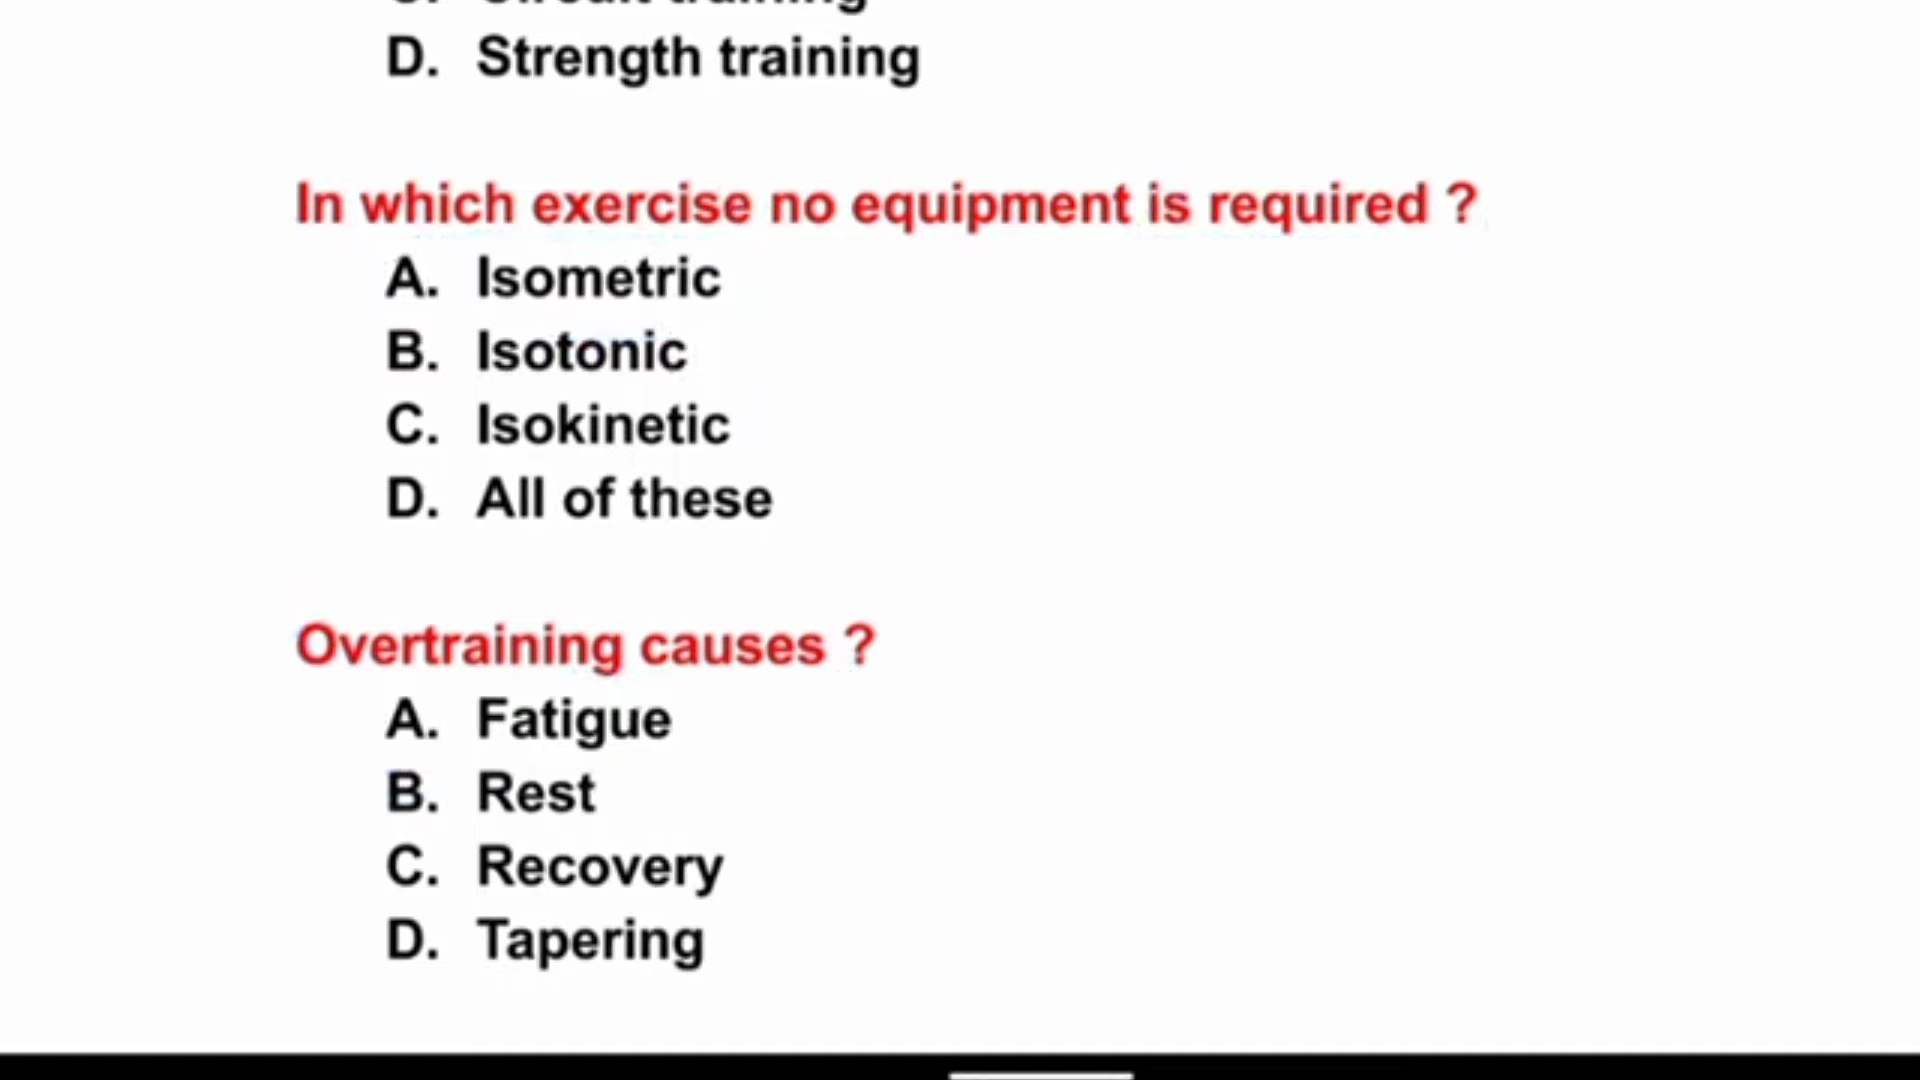 training
D. Strength training
In which exercise no equipment is required ?
A. Isometric
B. Isotonic
C. Isokinetic
D. All of these
Overtraining causes ?
A. Fatigue
B. Rest
C. Recovery
D. Tapering